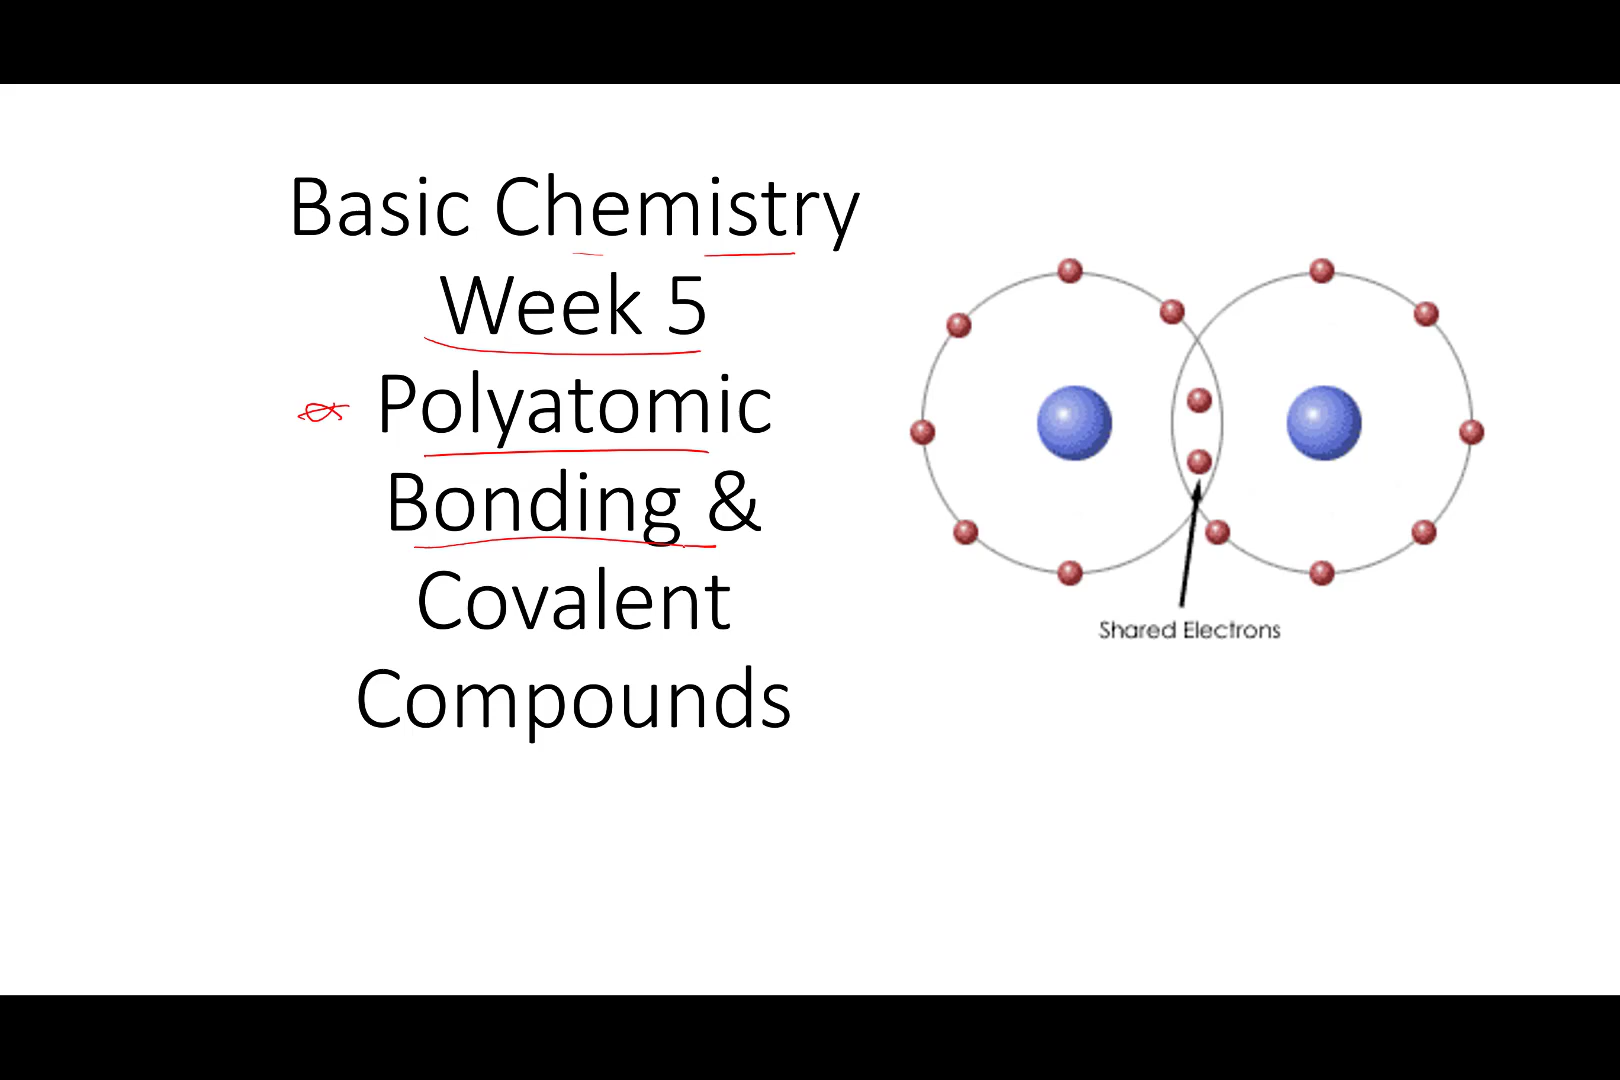 Basic Chemistry
Week 5
Polyatomic
Bonding &
Covalent
Compounds
Shared Electrons